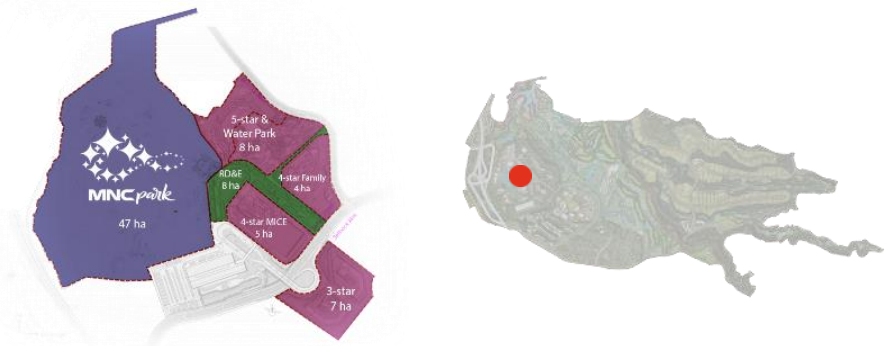 5-star &
Water Park
8 ha
RD&E
8 ha
4-star Family
4 ha
MNC park
47 ha
4-star MICE
5 ha
3-star
7 ha